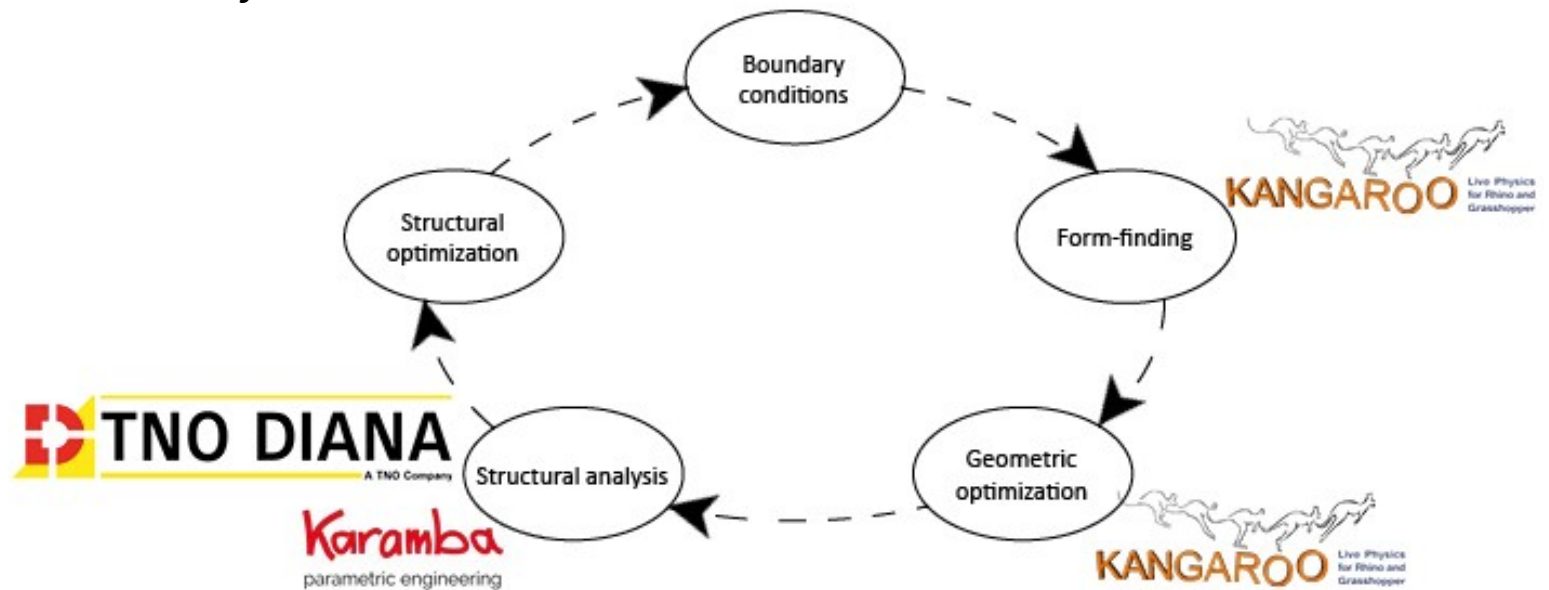 Boundary
conditions
KANGAROO
Live Physics
for Rhino and
Grasshopper
Structural
optimization
Form-finding
TNO DIANA
A TNO Company
Structural analysis
Geometric
optimization
Karamba
parametric engineering
KANGAROO
Live Physics
for Rhino and
Grasshopper